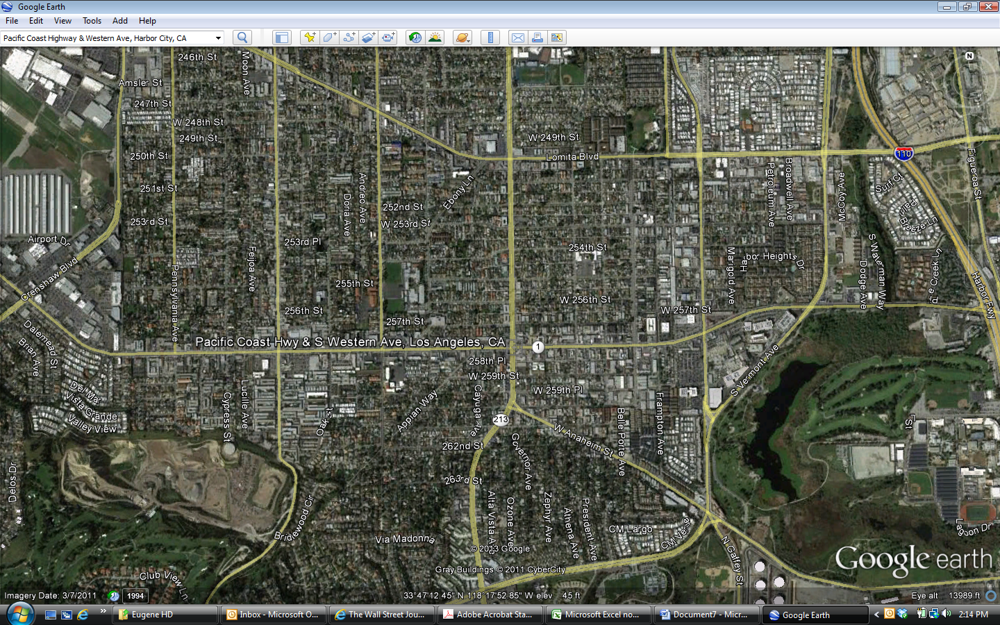 Google Earth
File Edit View Tools Add Help
Pacific Coast Highway & Western Ave, Harbor City, CA
N
246th St
Moon Ave
Amsler St
247th St
W 248th St
249th St
W 249th St
250th St
Lomita Blvd
110
Figueroa St
251st St
Andreo Ave
Doria Ave
Ebony Ln
252nd St
W 253rd St
253rd St
Petroleum Ave
Broadwell Ave
McCoy Ave
Surf Ct
Palm
Breeze Ln
Airport Dr
253rd Pl
254th St
Feijoa Ave
Crenshaw Blvd
Pennsylvania Ave
255th St
Marigold Ave
Har
bor Heights Dr
Dodge Ave
S Waterman Way
e Creek Ln
Harbor Fwy
256th St
W 256th St
W 257th St
257th St
Dalemead St
Brian Ave
Pacific Coast Hwy & S Western Ave, Los Angeles, CA
1
258th Pl
W 259th St
W 259th Pl
S Vermont Ave
Del Mar
Vista Grande
Valley View
Cypress St
Lucille Ave
Oak St
Appian Way
Cayuga Ave
213
W Anaheim St
Belle Porte Ave
Frampton Ave
St
262nd St
263rd St
Governor Ave
Delos Dr
Alta Vista Ave
Ozone Ave
Zephyr Ave
Athena Ave
President Ave
Bridlewood Cir
Via Madonna
CM Largo
CM Verde
N Gaffey St
Lagoon Dr
Club View Ln
© 2013 Google
Gray Buildings © 2011 CyberCity
Google earth
Imagery Date: 3/7/2011 1994 33°47'12.45" N 118°17'52.85" W elev 45 ft Eye alt 13989 ft
Eugene HD Inbox - Microsoft O... The Wall Street Jou... Adobe Acrobat Sta... Microsoft Excel no... Document7 - Micr... Google Earth 2:14 PM